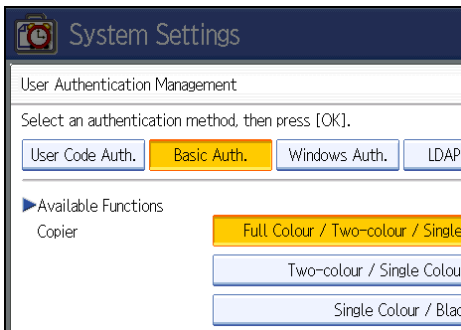 System Settings
User Authentication Management
Select an authentication method, then press [OK].
User Code Auth. Basic Auth. Windows Auth. LDAP
Available Functions
Copier Full Colour / Two-colour / Single
Two-colour / Single Colou
Single Colour / Blac